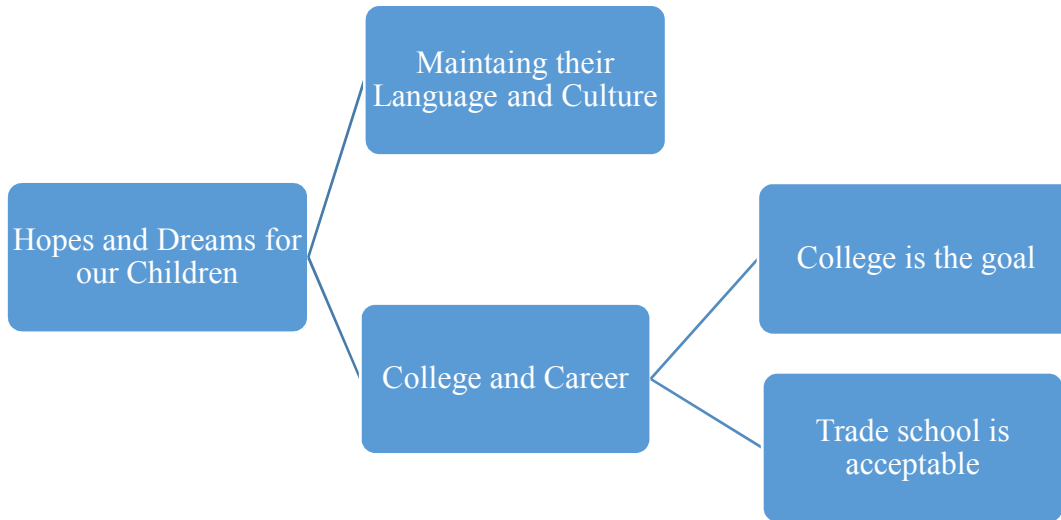 Maintaing their
Language and Culture
Hopes and Dreams for
our Children
College is the goal
College and Career
Trade school is
acceptable